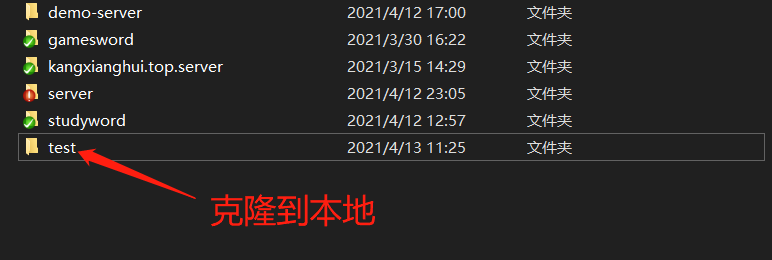 demo-server 2021/4/12 17:00 文件夹
gamesword 2021/3/30 16:22 文件夹
kangxianghui.top.server 2021/3/15 14:29 文件夹
server 2021/4/12 23:05 文件夹
studyword 2021/4/12 12:57 文件夹
test 2021/4/13 11:25 文件夹
克隆到本地